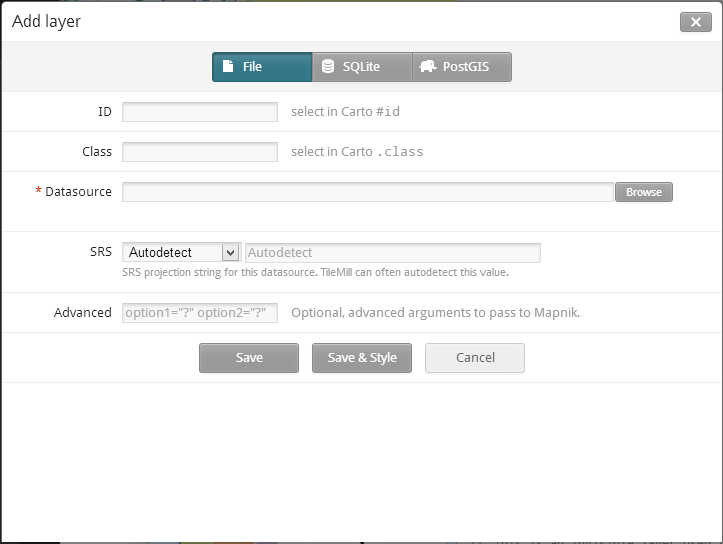 Add layer
File SQLite PostGIS
ID select in Carto #id
Class select in Carto .class
* Datasource Browse
SRS Autodetect Autodetect
SRS projection string for this datasource. TileMill can often autodetect this value.
Advanced option1="?" option2="?" Optional, advanced arguments to pass to Mapnik.
Save Save & Style Cancel